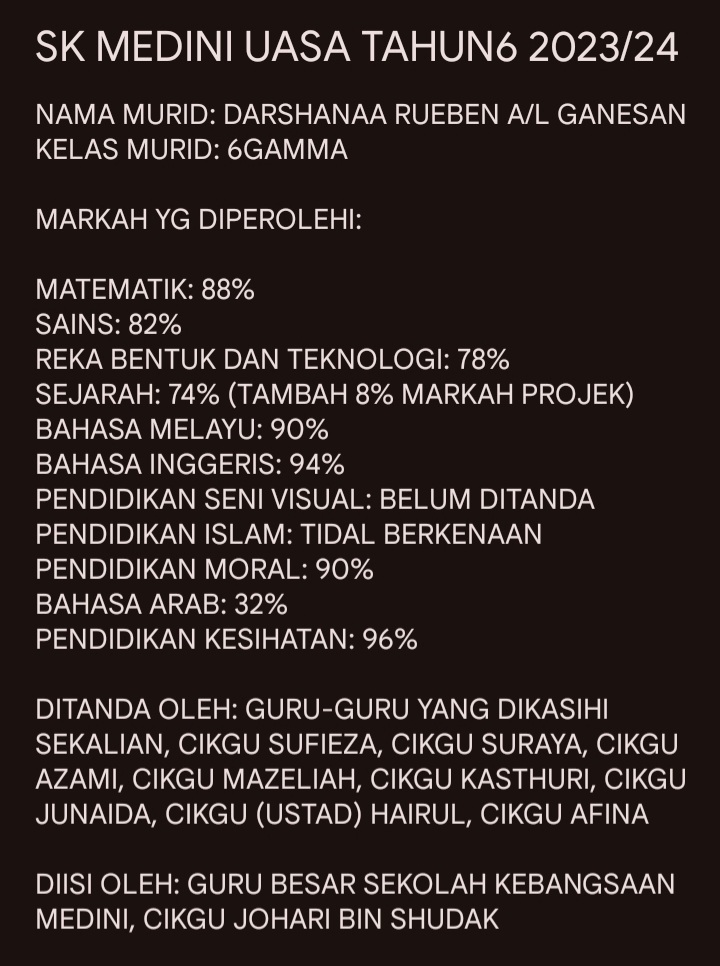 SK MEDINI UASA TAHUN6 2023/24
NAMA MURID: DARSHANAA RUEBEN A/L GANESAN
KELAS MURID: 6GAMMA
MARKAH YG DIPEROLEHI:
MATEMATIK: 88%
SAINS: 82%
REKA BENTUK DAN TEKNOLOGI: 78%
SEJARAH: 74% (TAMBAH 8% MARKAH PROJEK)
BAHASA MELAYU: 90%
BAHASA INGGERIS: 94%
PENDIDIKAN SENI VISUAL: BELUM DITANDA
PENDIDIKAN ISLAM: TIDAL BERKENAAN
PENDIDIKAN MORAL: 90%
BAHASA ARAB: 32%
PENDIDIKAN KESIHATAN: 96%
DITANDA OLEH: GURU-GURU YANG DIKASIHI
SEKALIAN, CIKGU SUFIEZA, CIKGU SURAYA, CIKGU
AZAMI, CIKGU MAZELIAH, CIKGU KASTHURI, CIKGU
JUNAIDA, CIKGU (USTAD) HAIRUL, CIKGU AFINA
DIISI OLEH: GURU BESAR SEKOLAH KEBANGSAAN
MEDINI, CIKGU JOHARI BIN SHUDAK